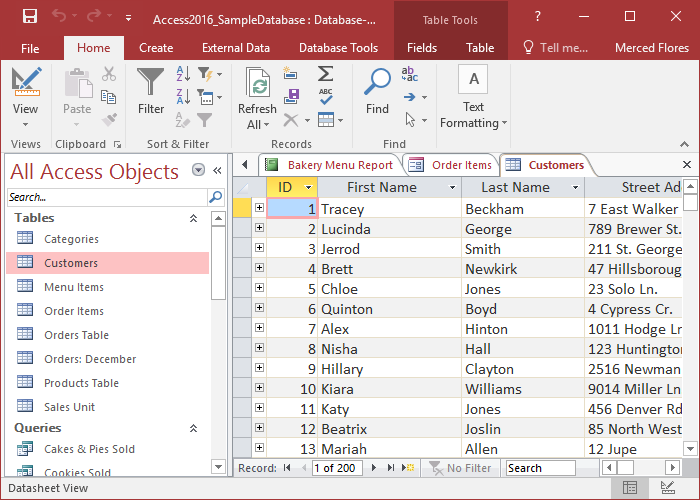 Access2016_SampleDatabase : Database-...
Table Tools
?
File
Home
Create
External Data
Database Tools
Fields
Table
Tell me...
Merced Flores
View
Paste
Filter
Refresh
All
ABC
Find
ab
ac
A
Text
Formatting
Views
Clipboard
Sort & Filter
Records
Find
All Access Objects
Search...
Tables
Categories
Customers
Menu Items
Order Items
Orders Table
Orders: December
Products Table
Sales Unit
Queries
Cakes & Pies Sold
Cookies Sold
Bakery Menu Report
Order Items
Customers
ID First Name Last Name Street Ad
1 Tracey Beckham 7 East Walker
2 Lucinda George 789 Brewer St.
3 Jerrod Smith 211 St. George
4 Brett Newkirk 47 Hillsboroug
5 Chloe Jones 23 Solo Ln.
6 Quinton Boyd 4 Cypress Cr.
7 Alex Hinton 1011 Hodge Ln
8 Nisha Hall 123 Huntington
9 Hillary Clayton 2516 Newman
10 Kiara Williams 9014 Miller Ln
11 Katy Jones 456 Denver Rd
12 Beatrix Joslin 85 North West
13 Mariah Allen 12 Jupe
Record: 1 of 200 No Filter Search
Datasheet View